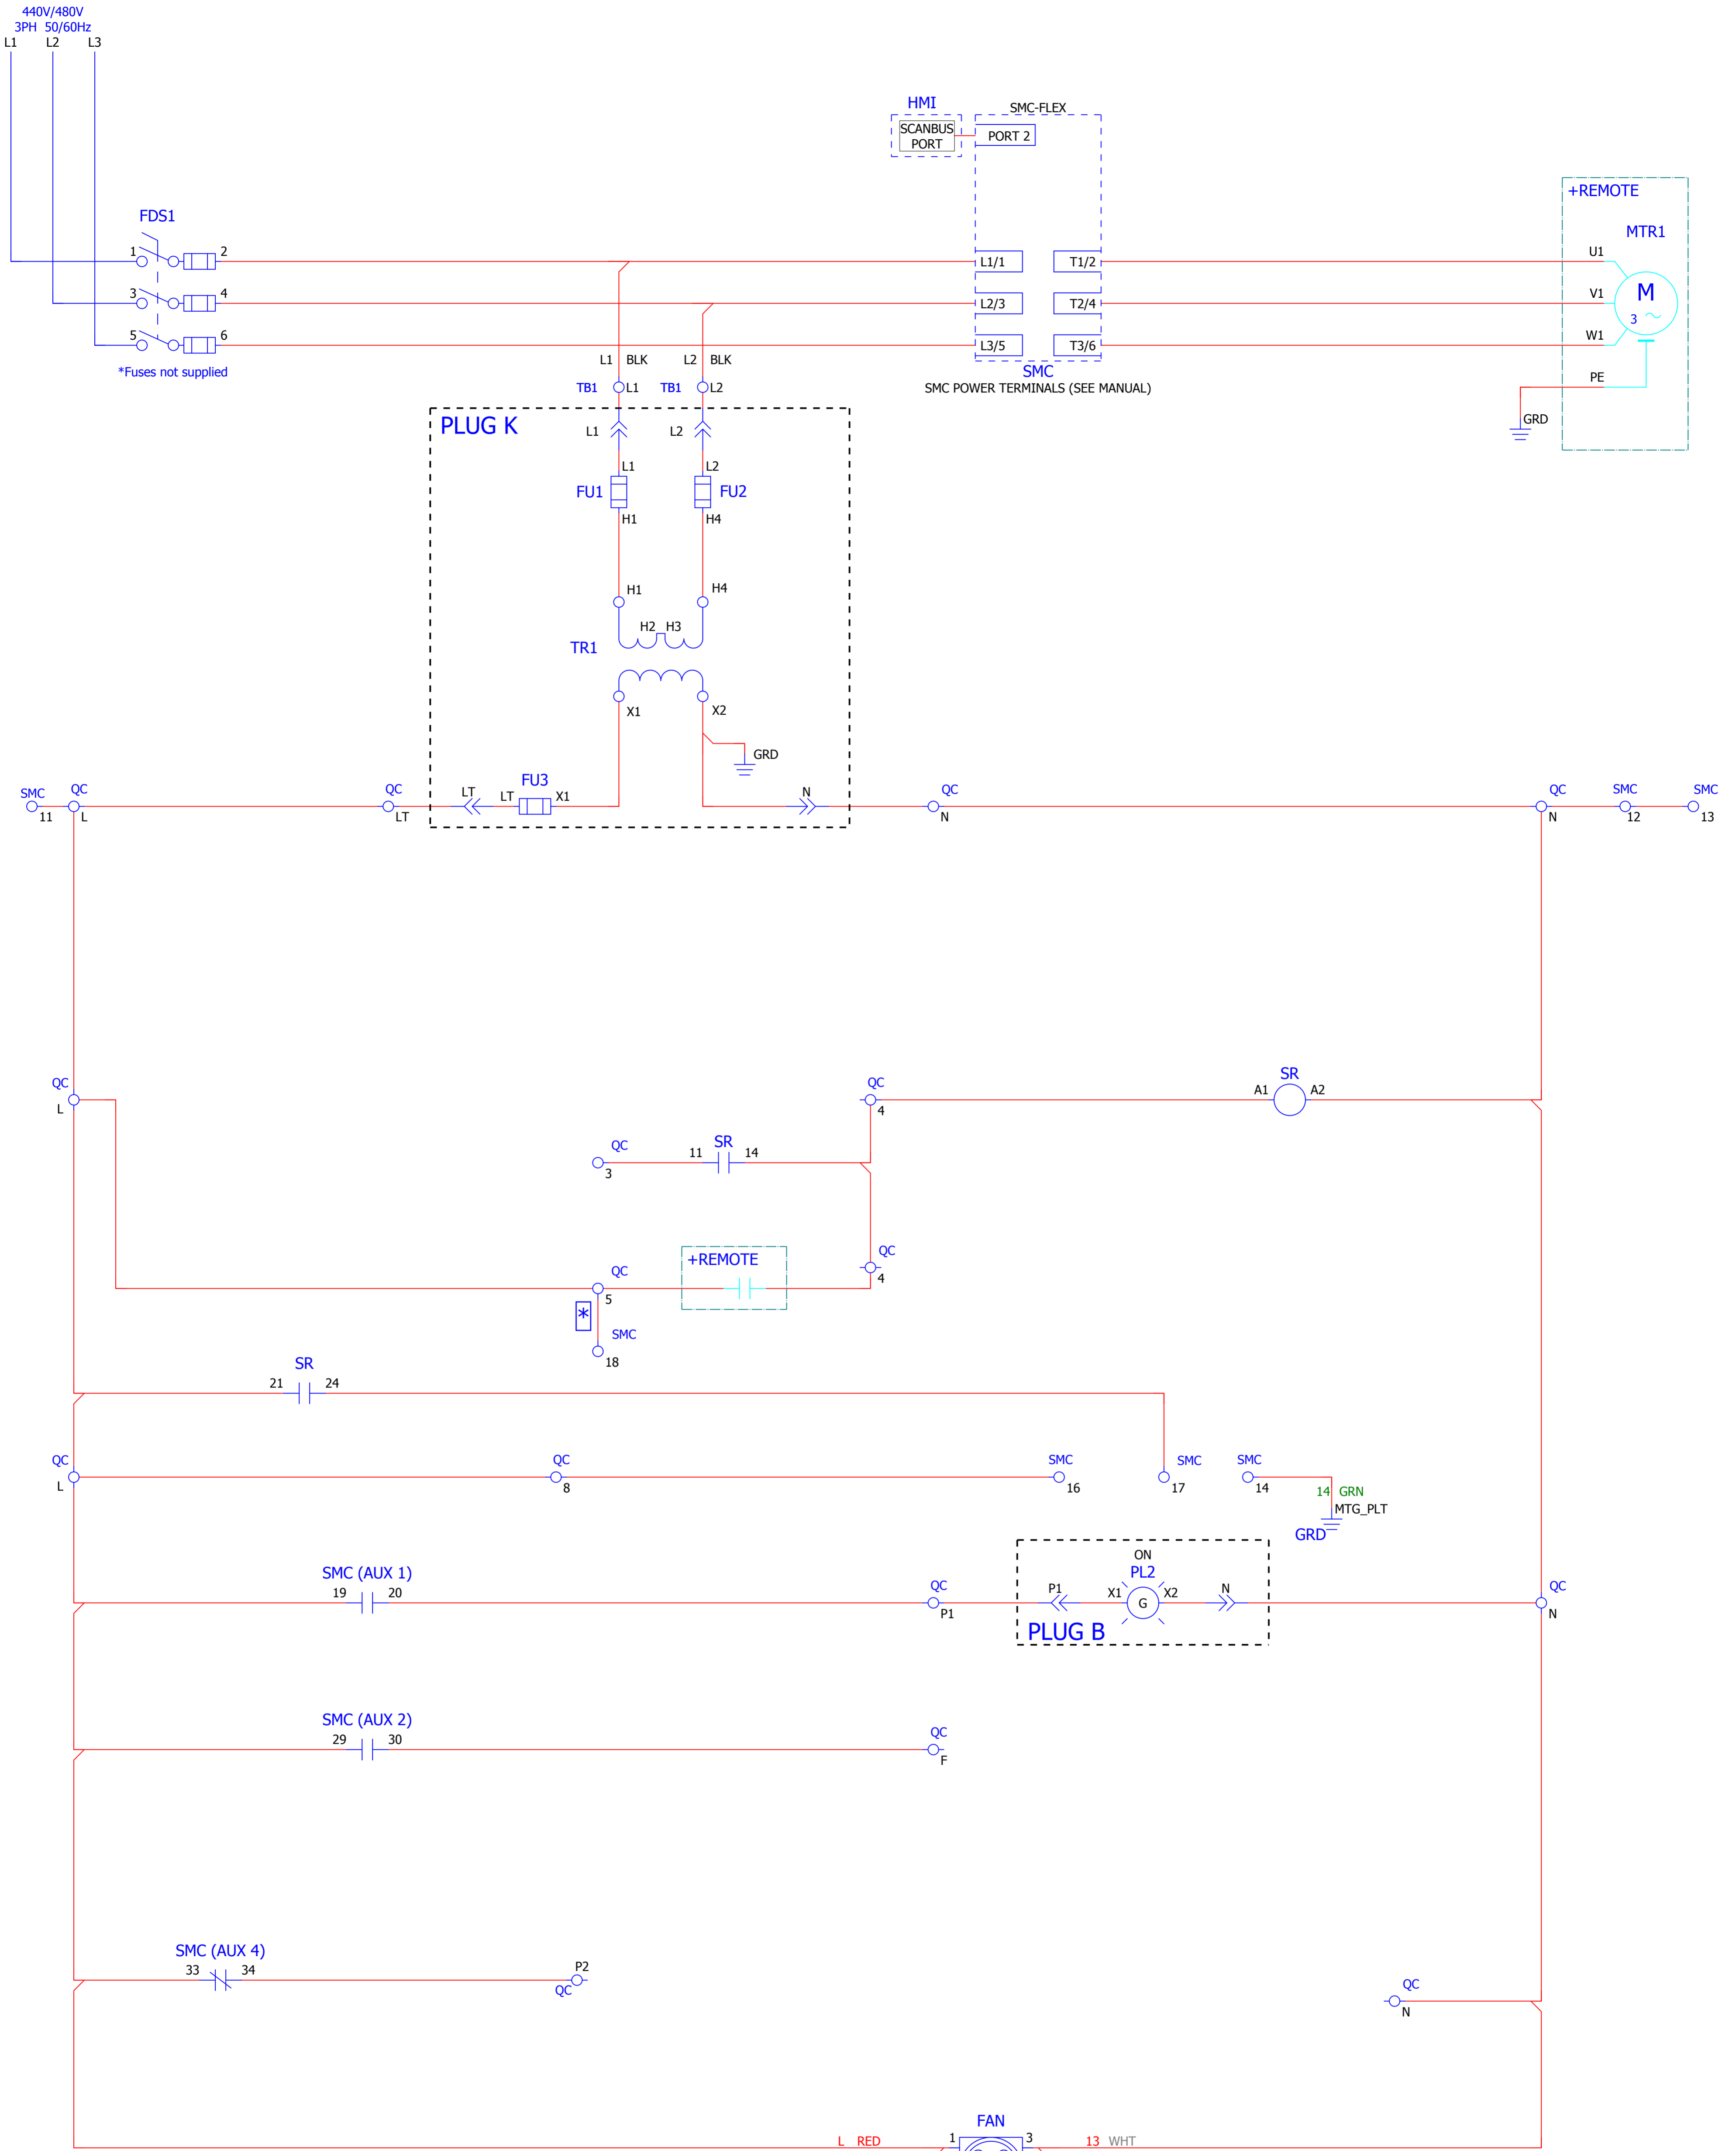 440V/480V
3PH 50/60Hz
L1 L2 L3
HMI
SMC-FLEX
SCANBUS
PORT
PORT 2
+REMOTE
MTR1
FDS1
1 2
L1/1 T1/2
U1
3 4
L2/3 T2/4
V1
M
3
5 6
L3/5 T3/6
W1
*Fuses not supplied
L1 BLK L2 BLK
SMC
PE
TB1 L1 TB1 L2
SMC POWER TERMINALS (SEE MANUAL)
PLUG K
L1 L2
GRD
L1 L2
FU1 FU2
H1 H4
H1 H4
H2 H3
TR1
X1 X2
GRD
SMC QC QC FU3 QC QC SMC SMC
LT LT X1 N
11 L LT N N 12 13
QC QC SR
A1 A2
L 4
QC SR
11 14
3
QC
+REMOTE
4
QC
5
*
SMC
18
SR
21 24
QC QC SMC SMC SMC
L 8 16 17 14
14 GRN
MTG_PLT
GRD
ON
SMC (AUX 1) PL2
19 20 QC P1 X1 X2 N QC
G
P1 N
PLUG B
SMC (AUX 2)
29 30 QC
F
SMC (AUX 4)
33 34 P2
QC
QC
N
FAN
L RED 1 3 13 WHT